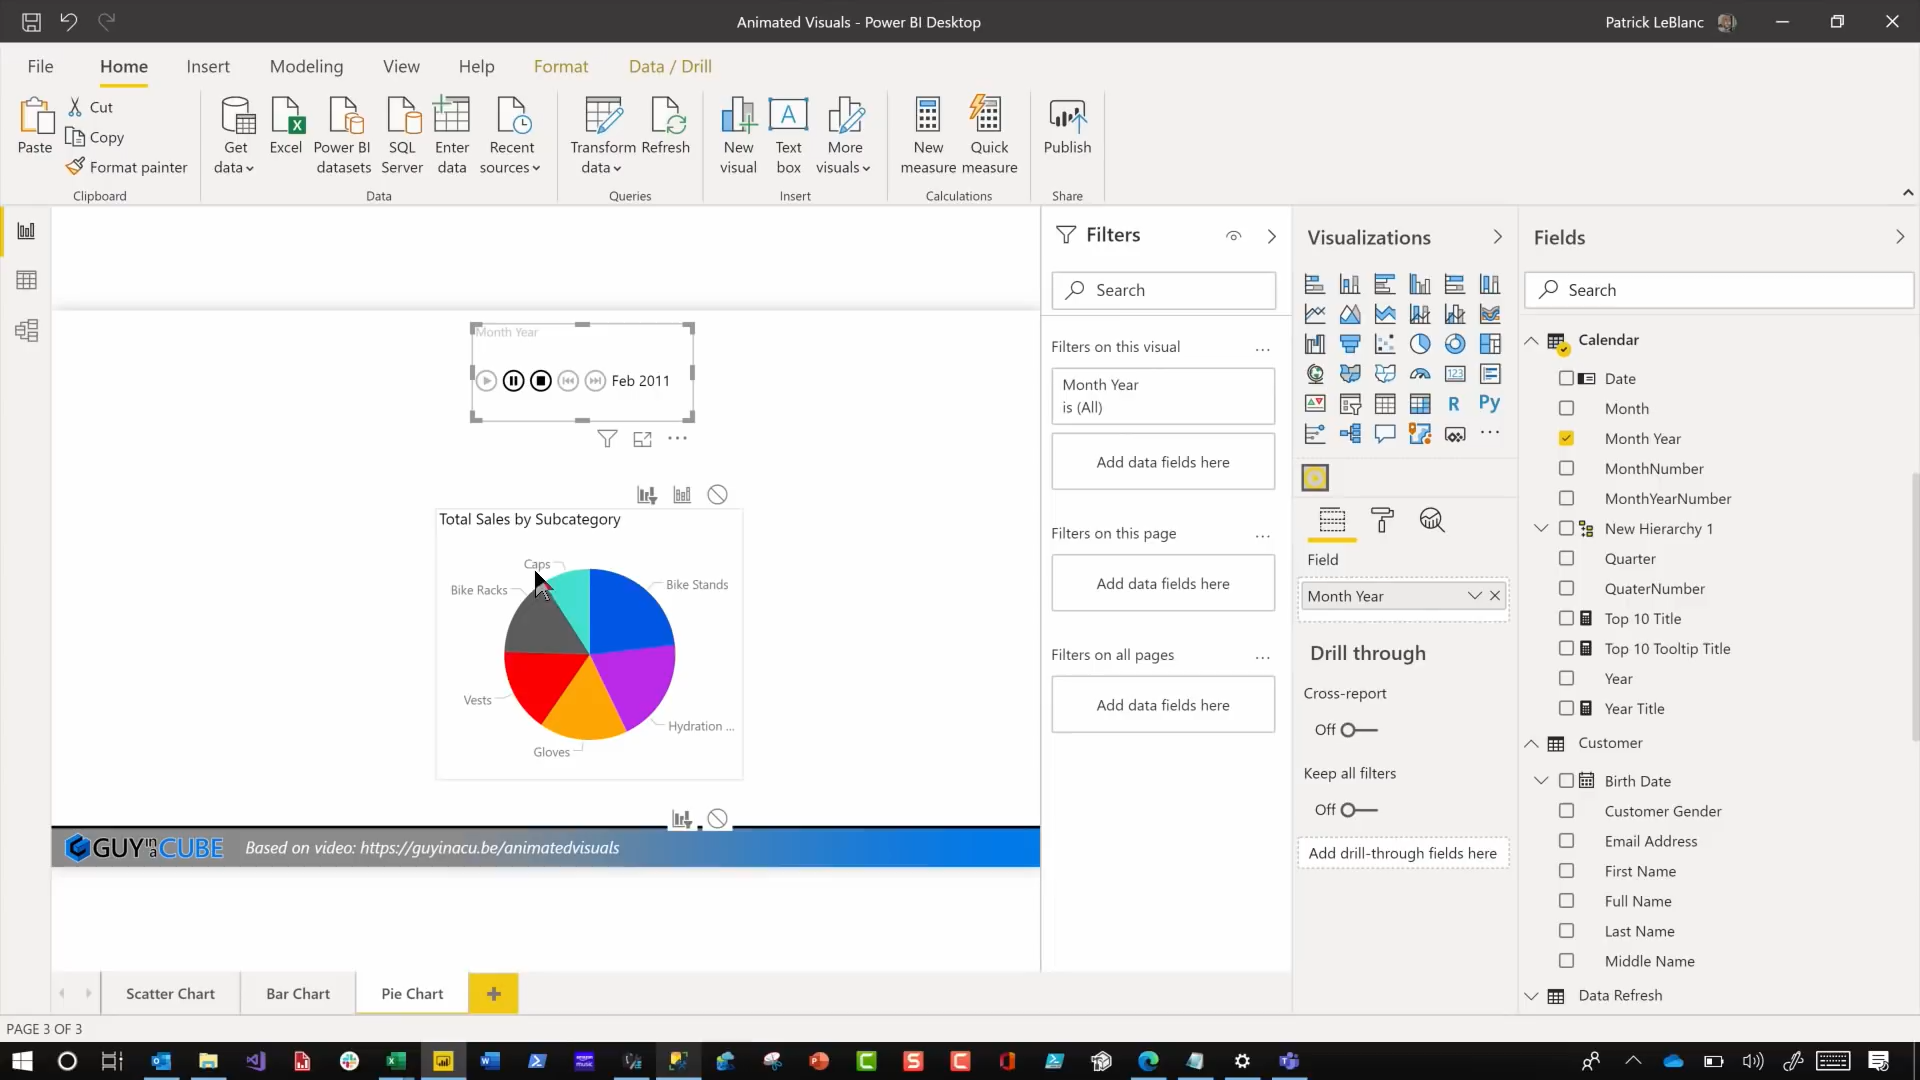 Animated Visuals - Power BI Desktop
Patrick LeBlanc
File
Home
Insert
Modeling
View
Help
Format
Data / Drill
Paste
Cut
Copy
Format painter
Clipboard
Get
data
Excel
Power BI
datasets
SQL
Server
Enter
data
Recent
sources
Data
Transform
data
Refresh
Queries
New
visual
A
Text
box
More
visuals
Insert
New
measure
Quick
measure
Calculations
Publish
Share
Month Year
Feb 2011
Total Sales by Subcategory
Caps
Bike Racks
Bike Stands
Vests
Hydration ...
Gloves
GUY in a CUBE
Based on video: https://guyinacu.be/animatedvisuals
Filters
Search
Filters on this visual
...
Month Year
is (All)
Add data fields here
Filters on this page
...
Add data fields here
Filters on all pages
...
Add data fields here
Visualizations
123
R
Py
...
Field
Month Year
Drill through
Cross-report
Off
Keep all filters
Off
Add drill-through fields here
Fields
Search
Calendar
Date
Month
Month Year
MonthNumber
MonthYearNumber
New Hierarchy 1
Quarter
QuaterNumber
Top 10 Title
Top 10 Tooltip Title
Year
Year Title
Customer
Birth Date
Customer Gender
Email Address
First Name
Full Name
Last Name
Middle Name
Data Refresh
Scatter Chart
Bar Chart
Pie Chart
PAGE 3 OF 3